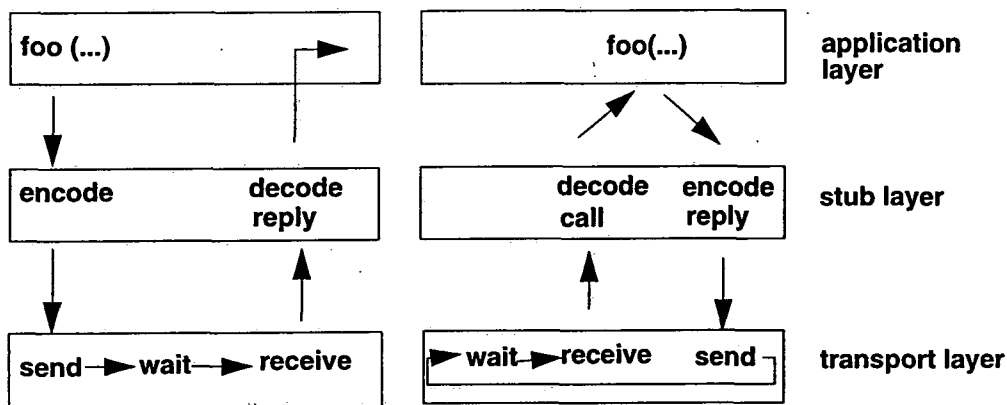 foo (...)
foo(...)
application
layer
encode
decode
reply
decode
call
encode
reply
stub layer
send
wait
receive
wait
receive
send
transport layer